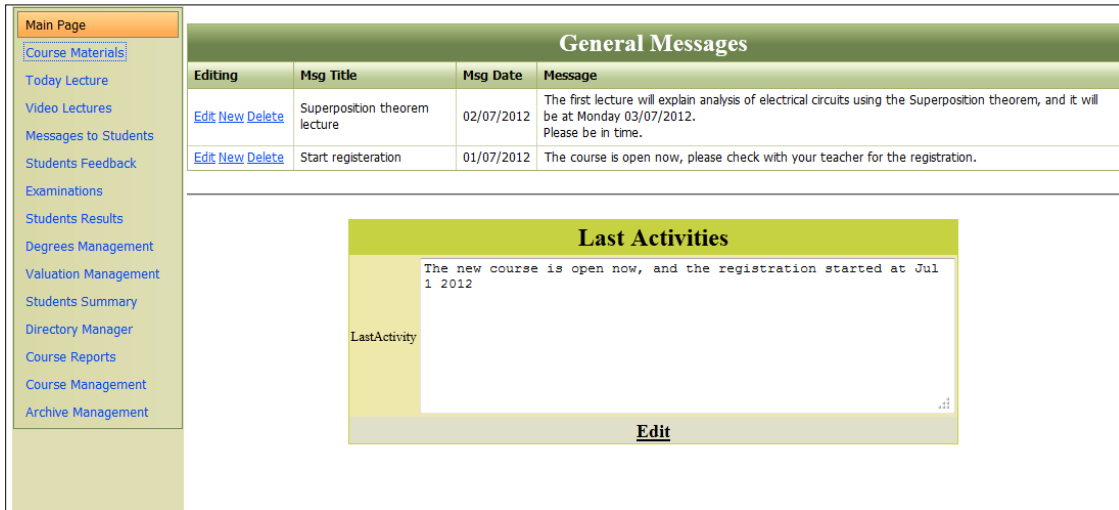 Main Page
Course Materials
Today Lecture
Video Lectures
Messages to Students
Students Feedback
Examinations
Students Results
Degrees Management
Valuation Management
Students Summary
Directory Manager
Course Reports
Course Management
Archive Management
General Messages
Editing Msg Title Msg Date Message
Edit New Delete Superposition theorem lecture 02/07/2012 The first lecture will explain analysis of electrical circuits using the Superposition theorem, and it will
be at Monday 03/07/2012.
Please be in time.
Edit New Delete Start registeration 01/07/2012 The course is open now, please check with your teacher for the registration.
Last Activities
LastActivity
The new course is open now, and the registration started at Jul
1 2012
Edit